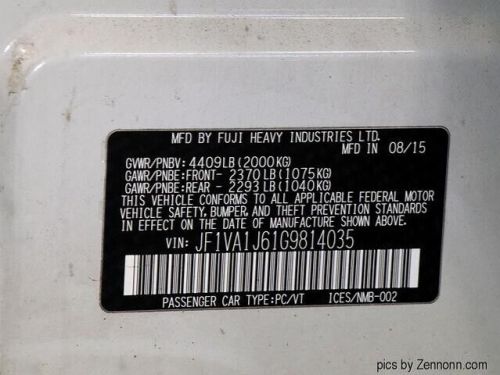 MFD BY FUJI HEAVY INDUSTRIES LTD.
MFD IN 08/15
GVWR/PNBV: 4409LB(2000KG)
GAWR/PNBE:FRONT- 2370LB(1075KG)
GAWR/PNBE:REAR - 2293LB(1040KG)
THIS VEHICLE CONFORMS TO ALL APPLICABLE FEDERAL MOTOR
VEHICLE SAFETY, BUMPER, AND THEFT PREVENTION STANDARDS
IN EFFECT ON THE DATE OF MANUFACTURE SHOWN ABOVE.
VIN: JF1VA1J61G9814035
PASSENGER CAR TYPE:PC/VT ICES/NMB-002
pics by Zennonn.com